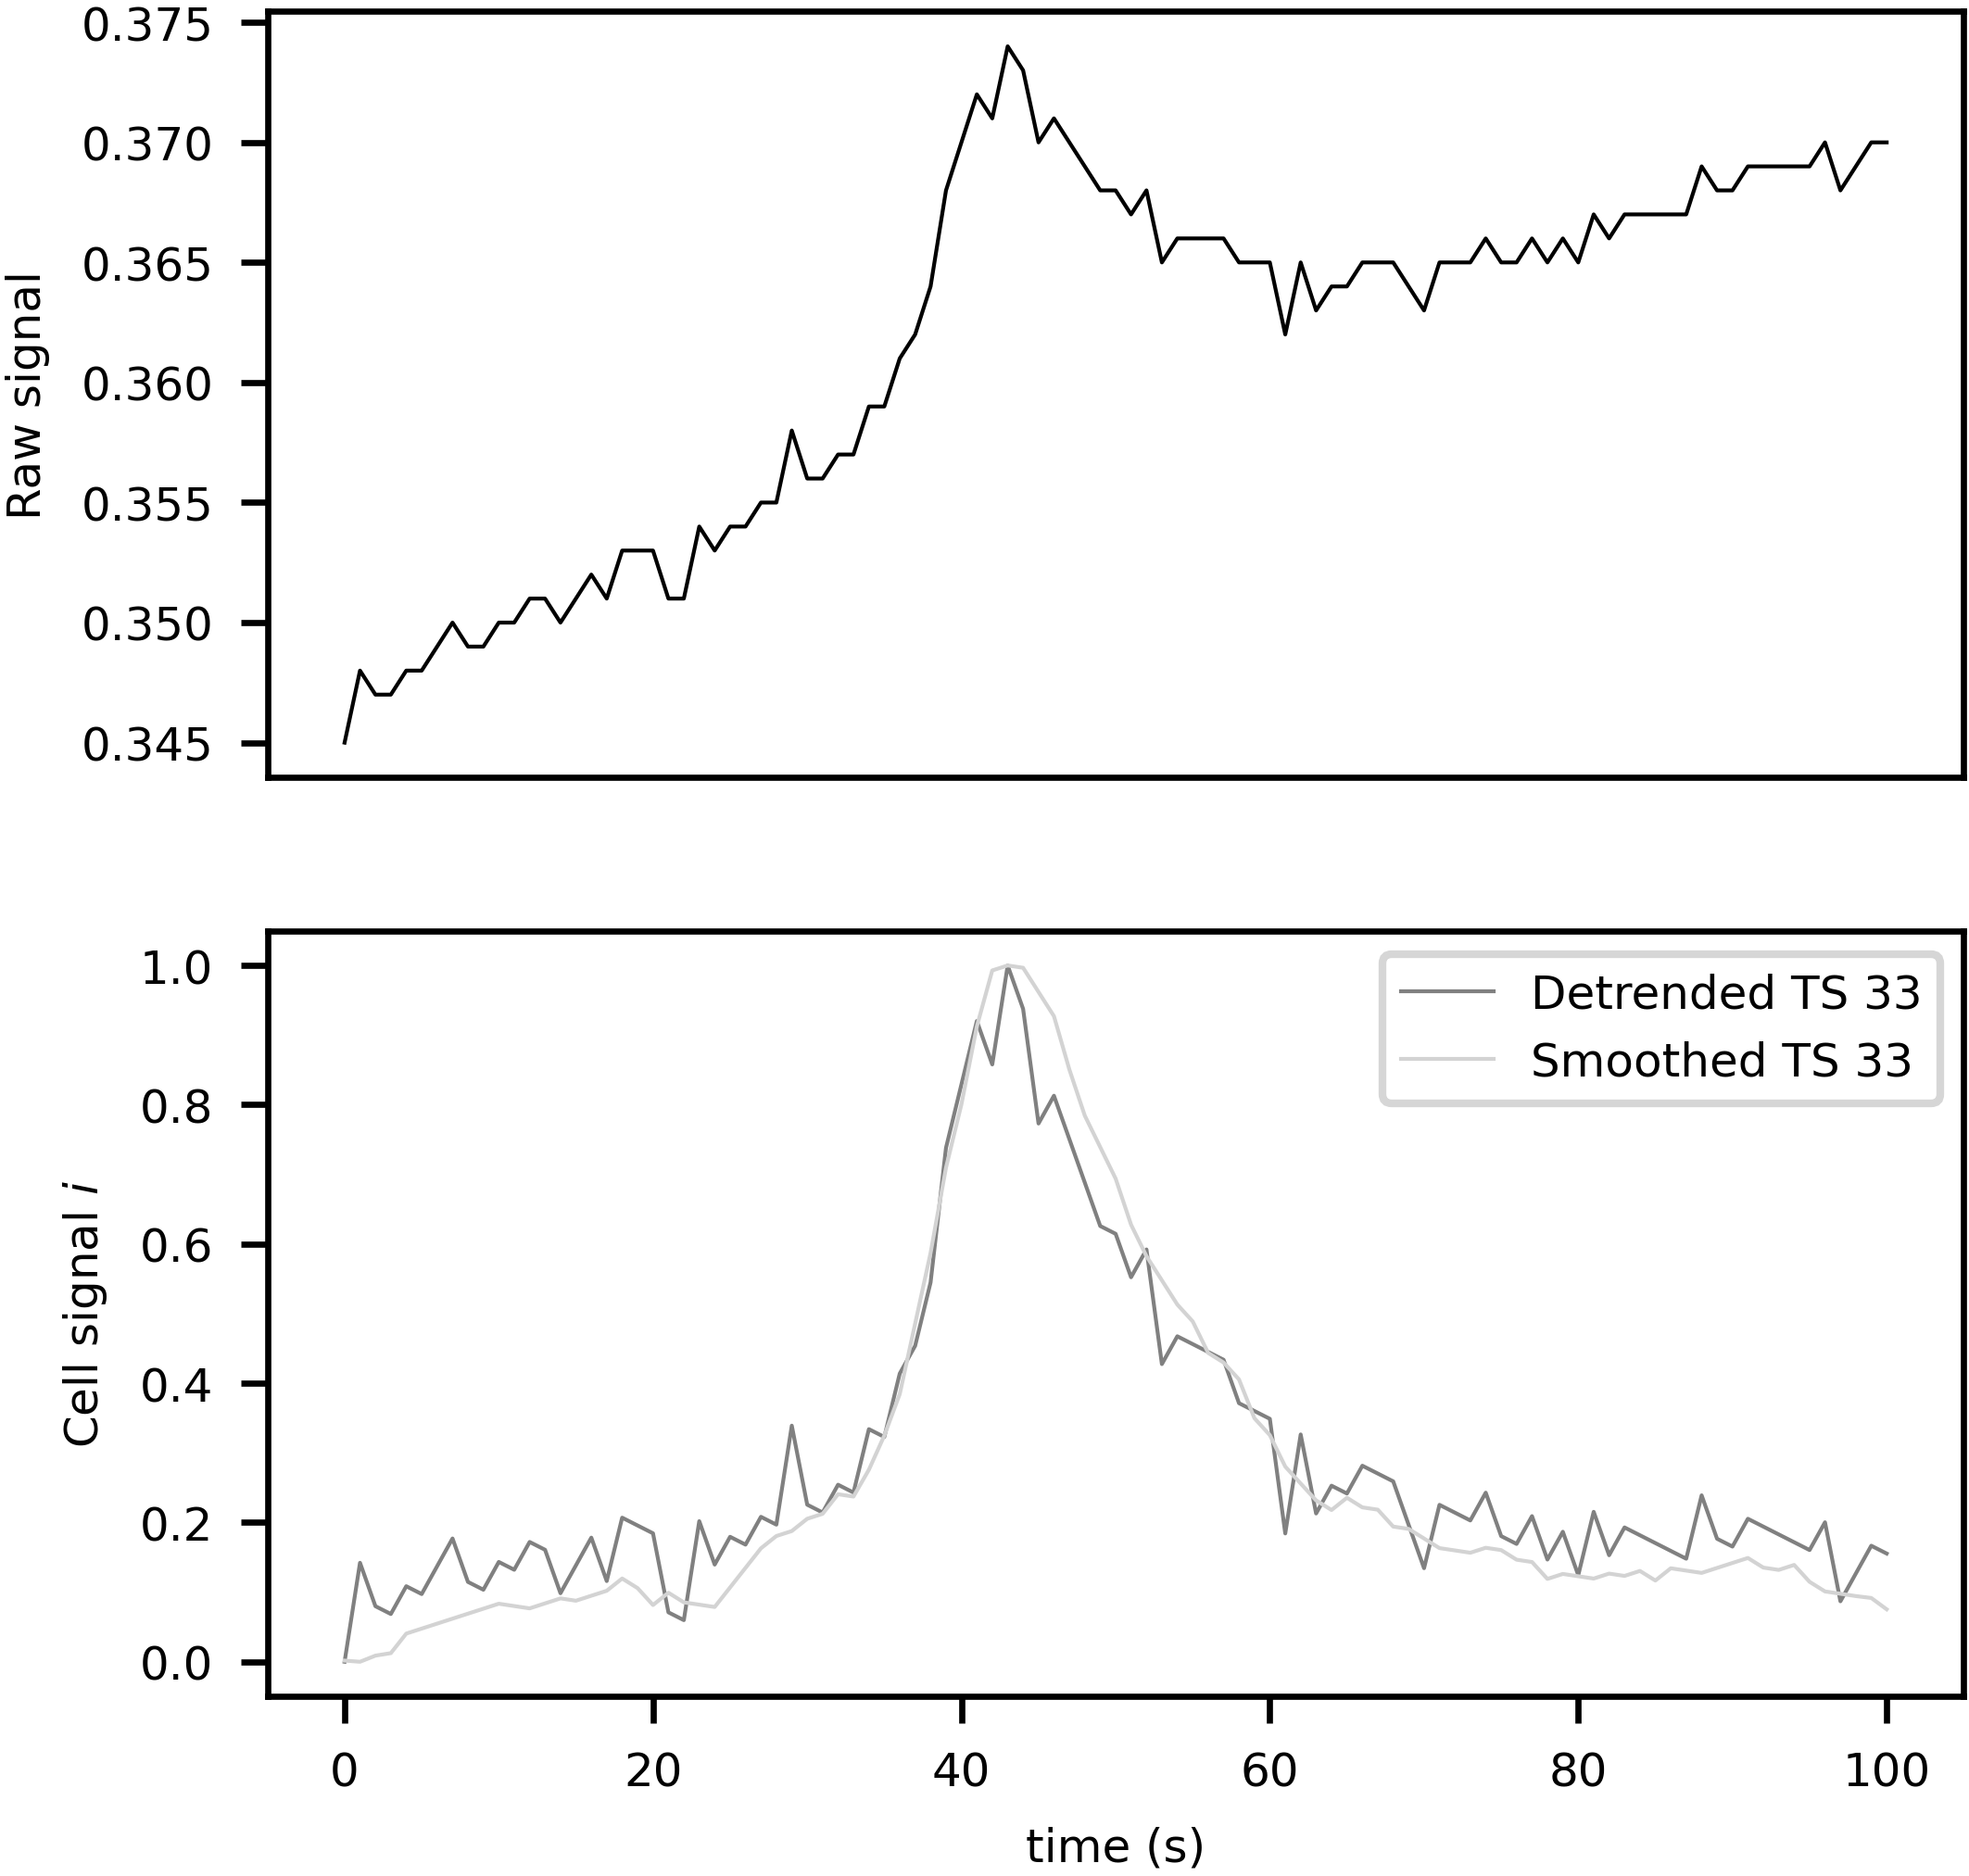 0.375
0.370
0.365
0.360
0.355
0.350
0.345
Raw signal
1.0
0.8
0.6
0.4
0.2
0.0
Cell signal i
Detrended TS 33
Smoothed TS 33
0 20 40 60 80 100
time (s)